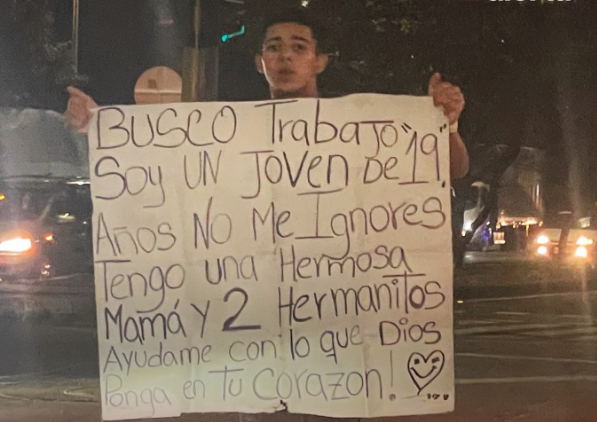 BUSCO TrabaJo "19"
Soy UN Joven De
Años No Me Ignores
Tengo una Hermosa
Mamá y 2 Hermanitos
Ayudame con lo que Dios
Ponga en Tu Corazon!